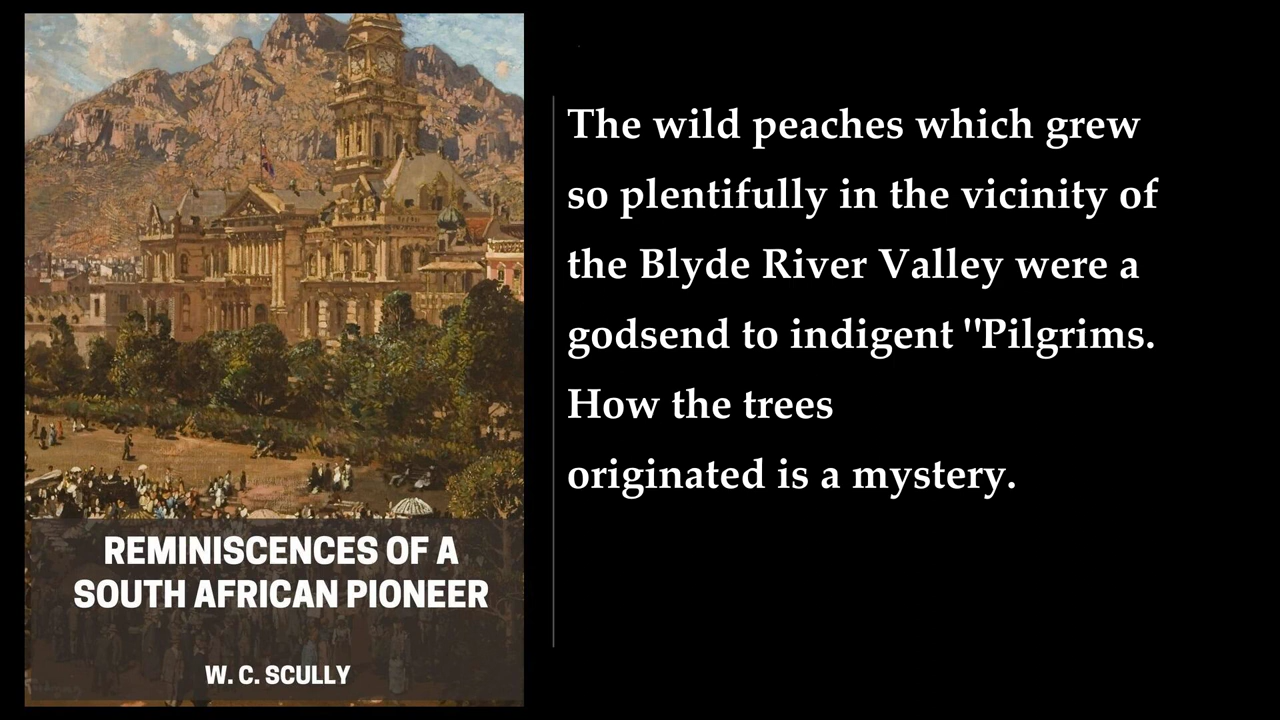 REMINISCENCES OF A
SOUTH AFRICAN PIONEER
W. C. SCULLY
The wild peaches which grew
so plentifully in the vicinity of
the Blyde River Valley were a
godsend to indigent "Pilgrims.
How the trees
originated is a mystery.